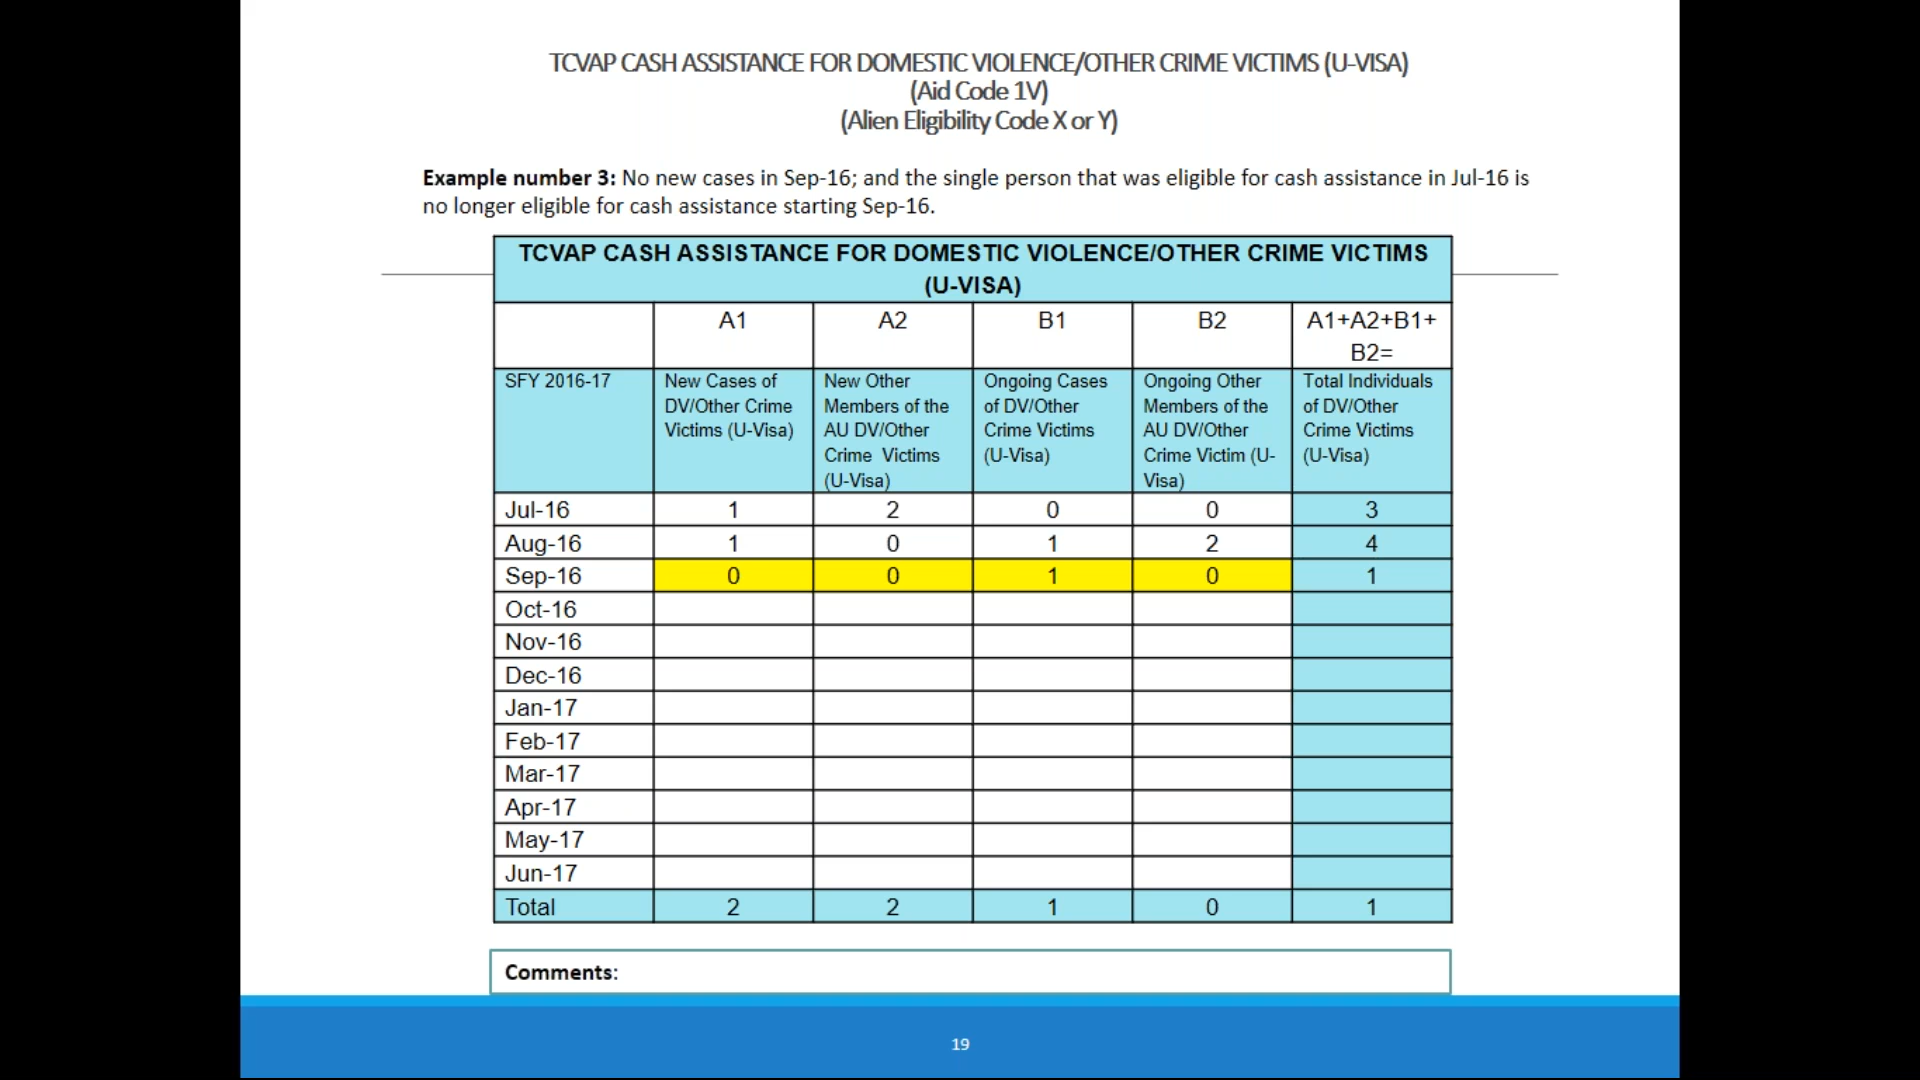 TCVAP CASH ASSISTANCE FOR DOMESTIC VIOLENCE/OTHER CRIME VICTIMS (U-VISA)
(Aid Code 1V)
(Alien Eligibility Code X or Y)
Example number 3: No new cases in Sep-16; and the single person that was eligible for cash assistance in Jul-16 is
no longer eligible for cash assistance starting Sep-16.
TCVAP CASH ASSISTANCE FOR DOMESTIC VIOLENCE/OTHER CRIME VICTIMS
(U-VISA)
A1 A2 B1 B2 A1+A2+B1+
B2=
SFY 2016-17
New Cases of
DV/Other Crime
Victims (U-Visa)
New Other
Members of the
AU DV/Other
Crime Victims
(U-Visa)
Ongoing Cases
of DV/Other
Crime Victims
(U-Visa)
Ongoing Other
Members of the
AU DV/Other
Crime Victim (U-
Visa)
Total Individuals
of DV/Other
Crime Victims
(U-Visa)
Jul-16 1 2 0 0 3
Aug-16 1 0 1 2 4
Sep-16 0 0 1 0 1
Oct-16
Nov-16
Dec-16
Jan-17
Feb-17
Mar-17
Apr-17
May-17
Jun-17
Total 2 2 1 0 1
Comments:
19